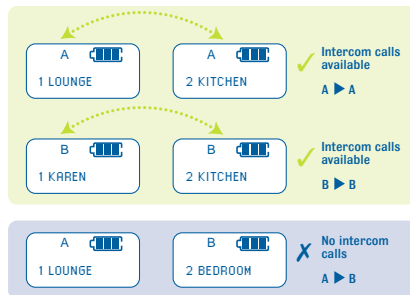 A A
1 LOUNGE 2 KITCHEN
Intercom calls
available
A ▶ A
B B
1 KAREN 2 KITCHEN
Intercom calls
available
B ▶ B
A B
1 LOUNGE 2 BEDROOM
No intercom
calls
A ▶ B